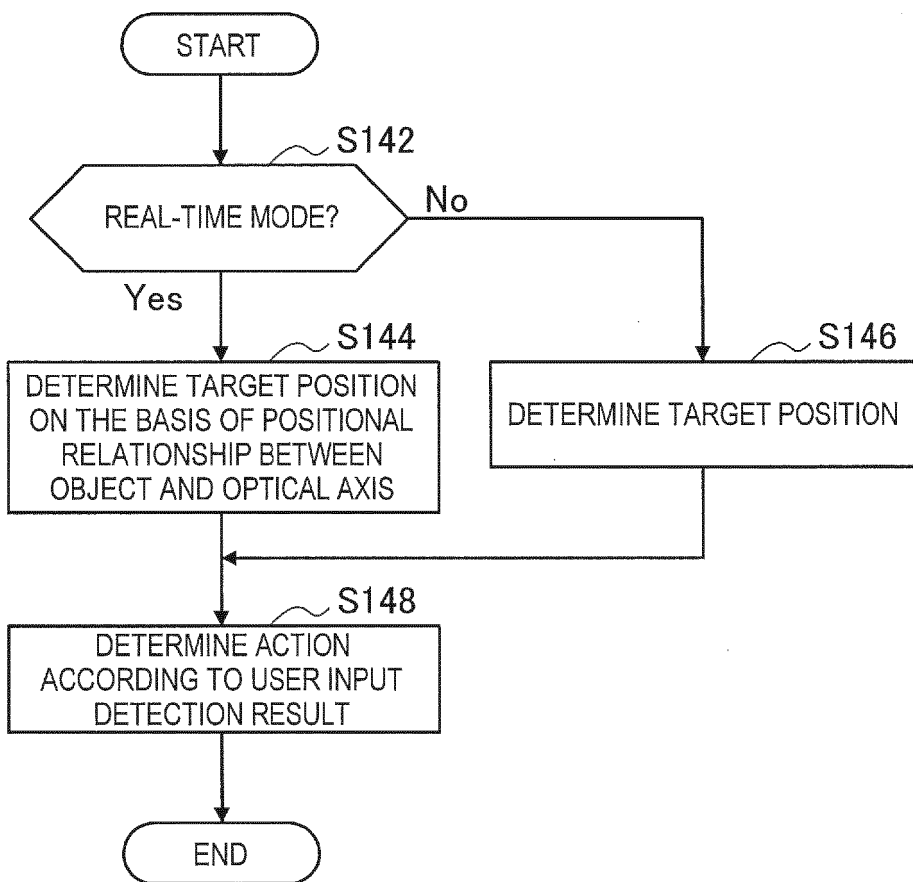 START
S142
REAL-TIME MODE?
No
Yes
S144
DETERMINE TARGET POSITION
ON THE BASIS OF POSITIONAL
RELATIONSHIP BETWEEN
OBJECT AND OPTICAL AXIS
S146
DETERMINE TARGET POSITION
S148
DETERMINE ACTION
ACCORDING TO USER INPUT
DETECTION RESULT
END